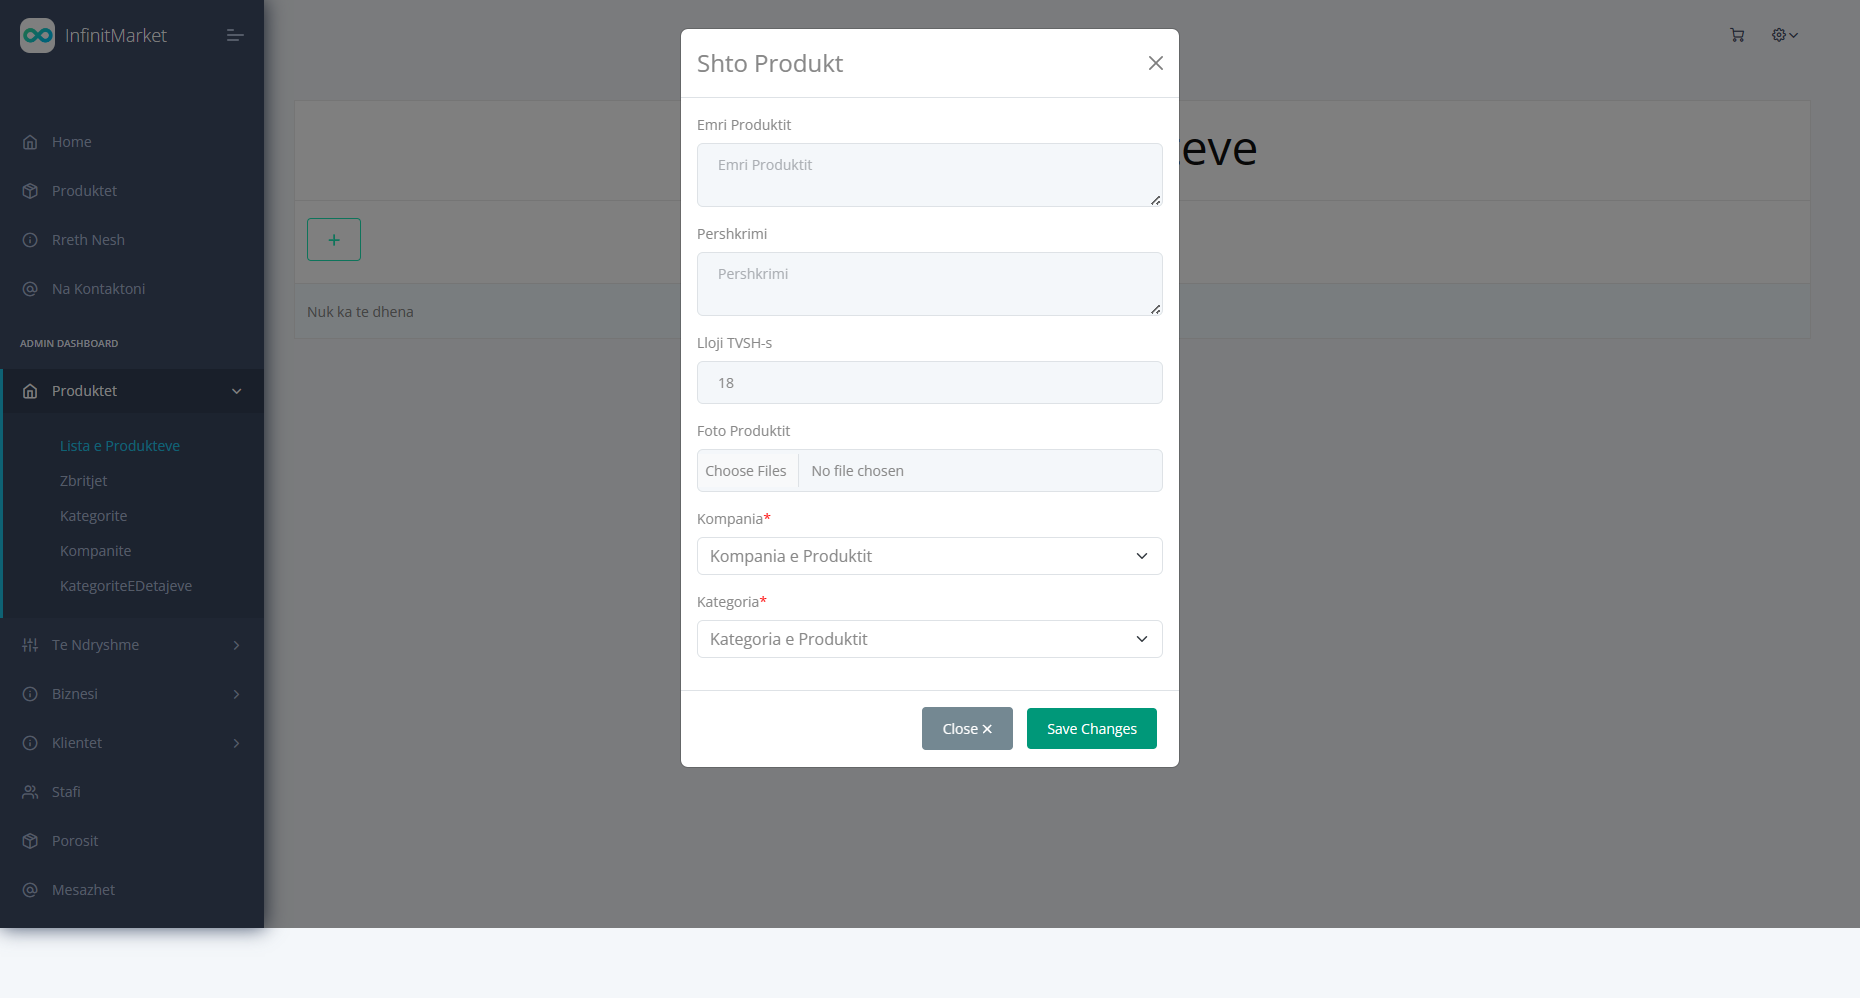 InfinitMarket
Home
Produktet
Rreth Nesh
Na Kontaktoni
ADMIN DASHBOARD
Produktet
Lista e Produkteve
Zbritjet
Kategorite
Kompanite
KategoriteEDetajeve
Te Ndryshme
Biznesi
Klientet
Stafi
Porosit
Mesazhet
eve
+
Nuk ka te dhena
Shto Produkt
Emri Produktit
Emri Produktit
Pershkrimi
Pershkrimi
Lloji TVSH-s
18
Foto Produktit
Choose Files No file chosen
Kompania*
Kompania e Produktit
Kategoria*
Kategoria e Produktit
Close ✕ Save Changes